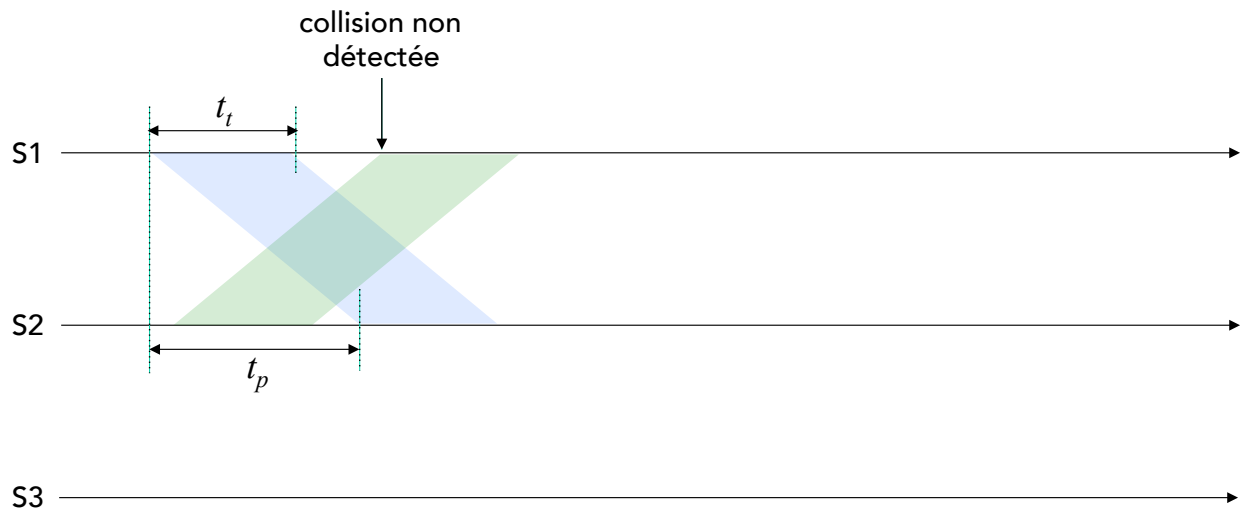 collision non
détectée
t_t
S1
S2
t_p
S3